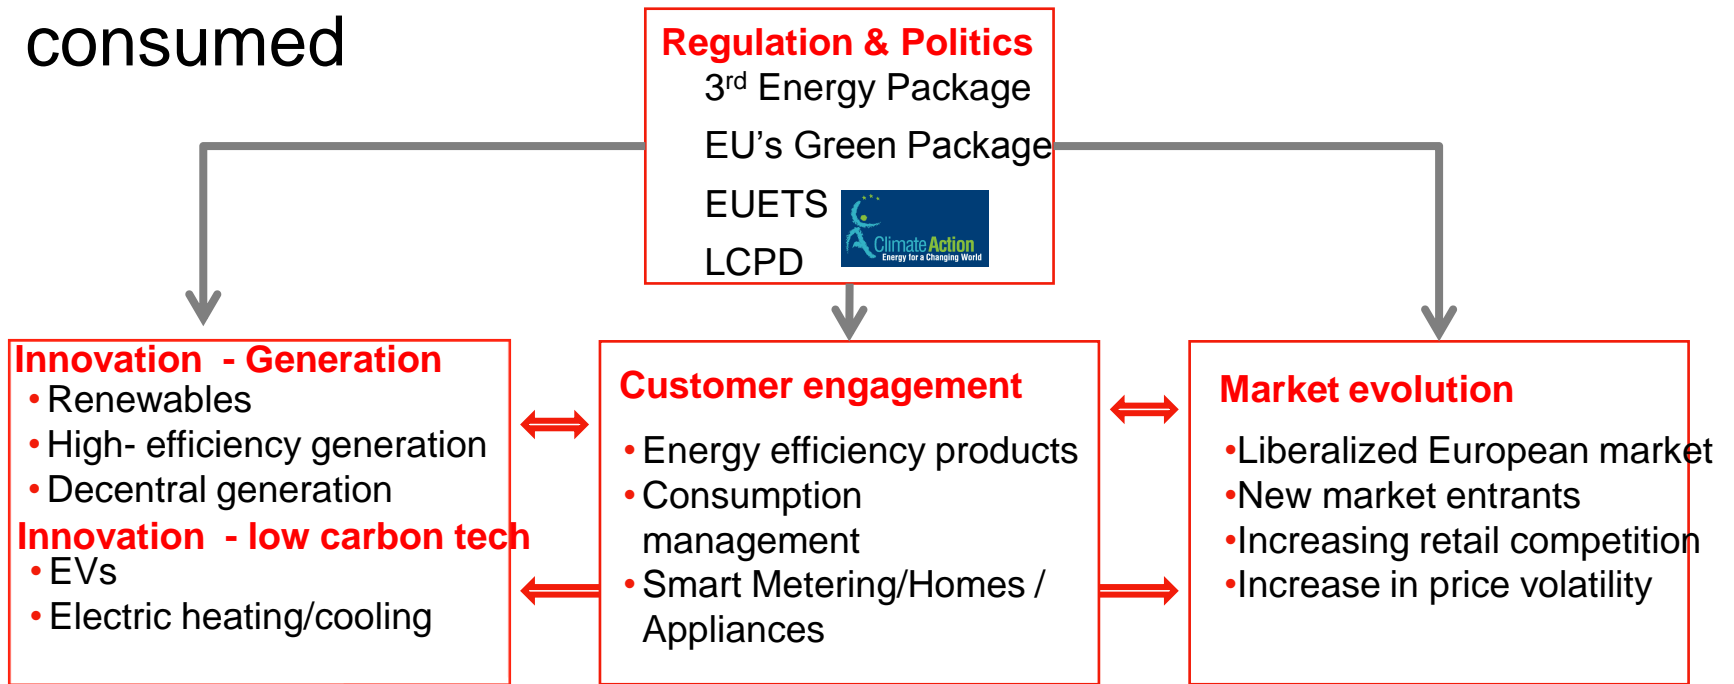 consumed
Regulation & Politics
3rd Energy Package
EU’s Green Package
EUETS
LCPD
Climate Action
Energy for a Changing World
Innovation - Generation
• Renewables
• High- efficiency generation
• Decentral generation
Innovation - low carbon tech
• EVs
• Electric heating/cooling
Customer engagement
• Energy efficiency products
• Consumption
management
• Smart Metering/Homes /
Appliances
Market evolution
•Liberalized European market
•New market entrants
•Increasing retail competition
•Increase in price volatility